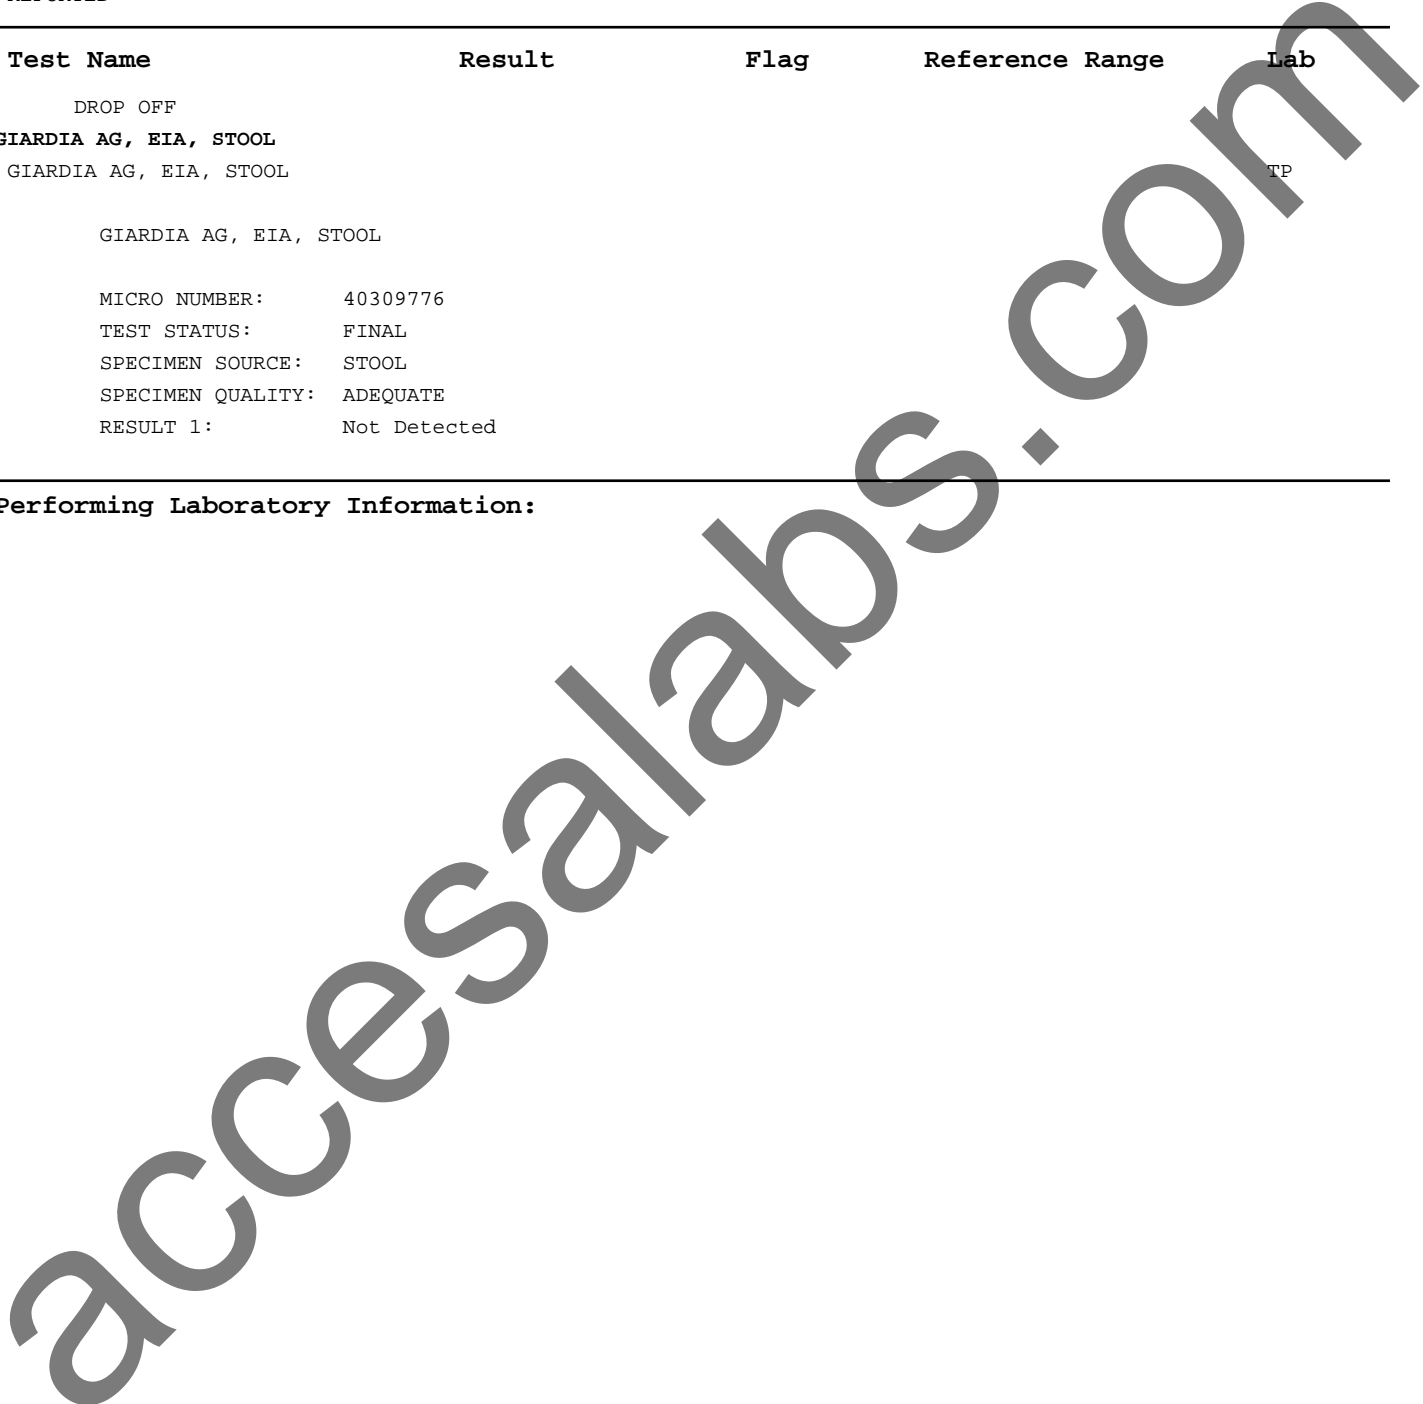 Test Name Result Flag Reference Range Lab
DROP OFF
GIARDIA AG, EIA, STOOL
GIARDIA AG, EIA, STOOL TP
GIARDIA AG, EIA, STOOL
MICRO NUMBER: 40309776
TEST STATUS: FINAL
SPECIMEN SOURCE: STOOL
SPECIMEN QUALITY: ADEQUATE
RESULT 1: Not Detected
Performing Laboratory Information:
accesalabs.com